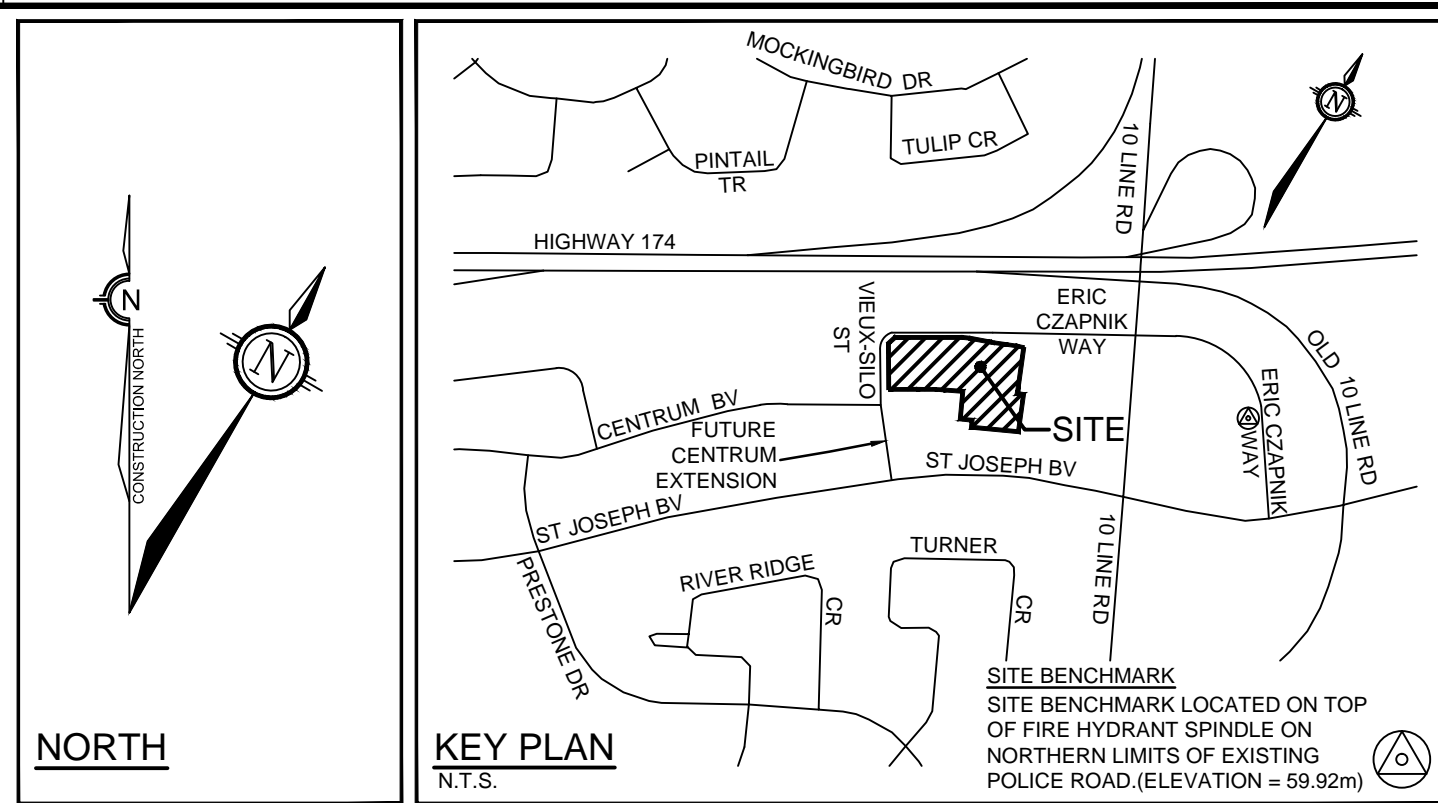 N
CONSTRUCTION NORTH
N
NORTH
MOCKINGBIRD DR
N
PINTAIL
TR
TULIP CR
10 LINE RD
HIGHWAY 174
VIEUX-SILO
ST
ERIC
CZAPNIK
WAY
OLD 10 LINE RD
ERIC CZAPNIK
WAY
CENTRUM BV
FUTURE
CENTRUM
EXTENSION
SITE
ST JOSEPH BV
ST JOSEPH BV
10 LINE RD
PRESTONE DR
RIVER RIDGE
CR
TURNER
CR
SITE BENCHMARK
SITE BENCHMARK LOCATED ON TOP
OF FIRE HYDRANT SPINDLE ON
NORTHERN LIMITS OF EXISTING
POLICE ROAD.(ELEVATION = 59.92m)
KEY PLAN
N.T.S.